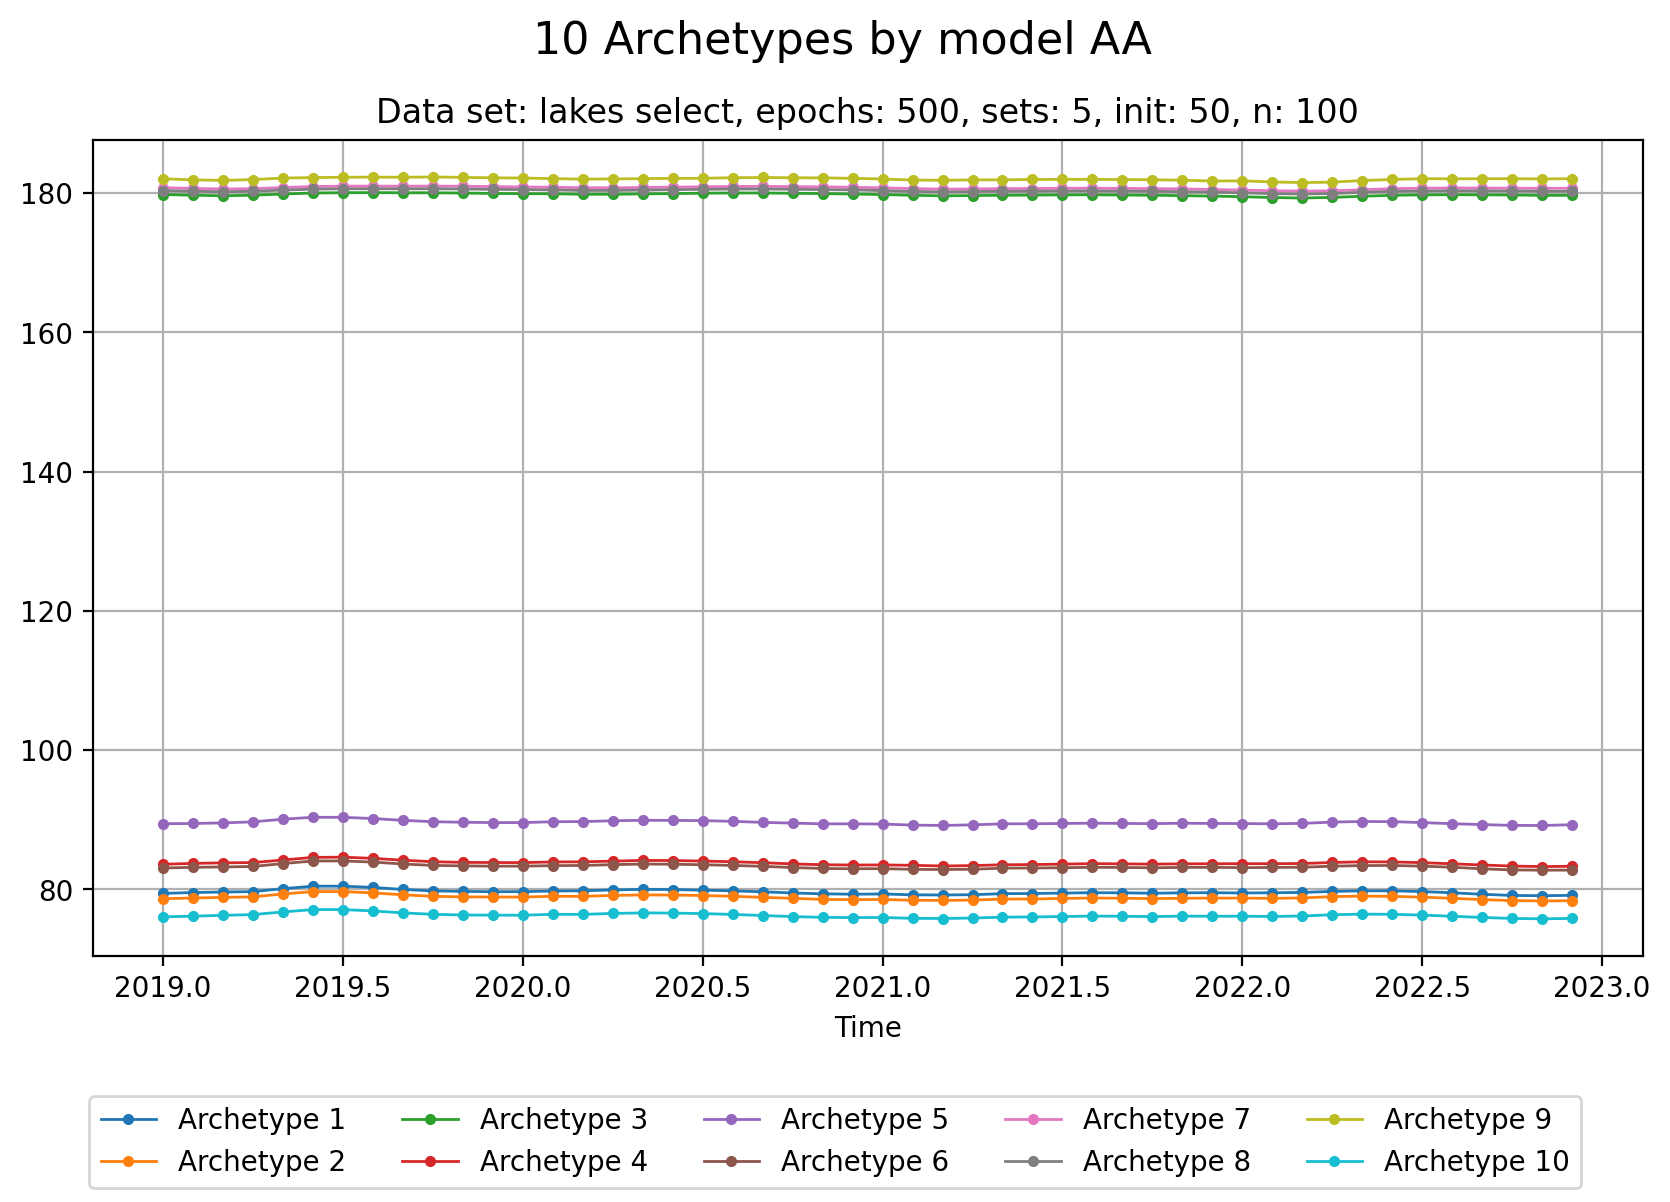 10 Archetypes by model AA
Data set: lakes select, epochs: 500, sets: 5, init: 50, n: 100
180
160
140
120
100
80
2019.0 2019.5 2020.0 2020.5 2021.0 2021.5 2022.0 2022.5 2023.0
Time
Archetype 1 Archetype 3 Archetype 5 Archetype 7 Archetype 9
Archetype 2 Archetype 4 Archetype 6 Archetype 8 Archetype 10